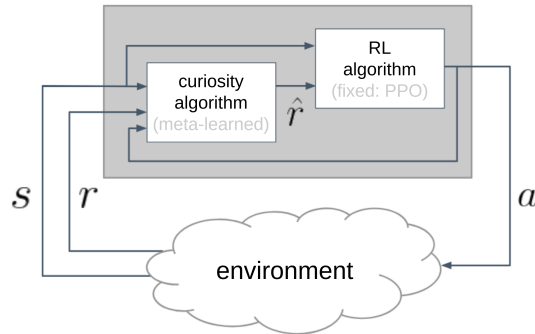 curiosity
algorithm
(meta-learned)
RL
algorithm
(fixed: PPO)
r̂
s
r
a
environment